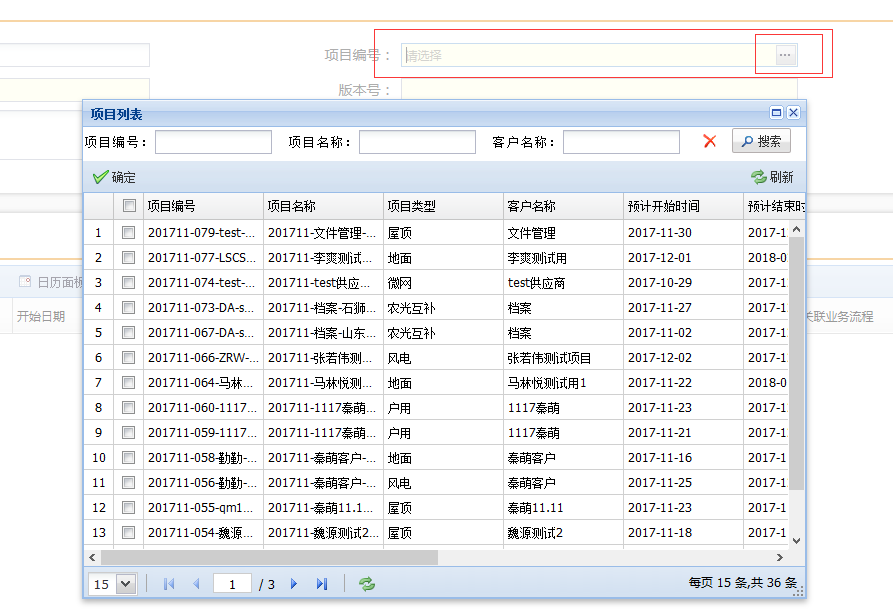 项目编号： 请选择 ...
版本号：
项目列表
项目编号： 项目名称： 客户名称： 搜索
确定 刷新
项目编号 项目名称 项目类型 客户名称 预计开始时间 预计结束时
1 201711-079-test-... 201711-文件管理-... 屋顶 文件管理 2017-11-30 2017-1
2 201711-077-LSCS... 201711-李爽测试... 地面 李爽测试用 2017-12-01 2018-0
3 201711-074-test-... 201711-test供应... 微网 test供应商 2017-10-29 2017-1
4 201711-073-DA-s... 201711-档案-石狮... 农光互补 档案 2017-11-27 2017-1
5 201711-067-DA-s... 201711-档案-山东... 农光互补 档案 2017-11-02 2017-1
6 201711-066-ZRW-... 201711-张若伟测... 风电 张若伟测试项目 2017-12-02 2017-1
7 201711-064-马林... 201711-马林悦测... 地面 马林悦测试用1 2017-11-22 2018-0
8 201711-060-1117... 201711-1117秦萌... 户用 1117秦萌 2017-11-23 2017-1
9 201711-059-1117... 201711-1117秦萌... 户用 1117秦萌 2017-11-21 2017-1
10 201711-058-勤勤-... 201711-秦萌客户-... 地面 秦萌客户 2017-11-16 2017-1
11 201711-056-勤勤-... 201711-秦萌客户-... 风电 秦萌客户 2017-11-25 2017-1
12 201711-055-qm1... 201711-秦萌11.1... 屋顶 秦萌11.11 2017-11-23 2017-1
13 201711-054-魏源... 201711-魏源测试2... 屋顶 魏源测试2 2017-11-18 2017-1
15 1 / 3 每页 15 条,共 36 条
日历面板
开始日期 关联业务流程